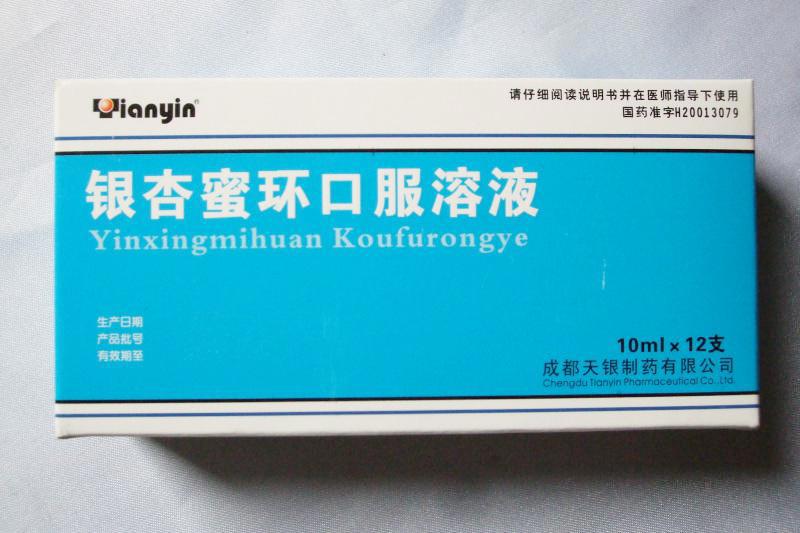 Tianyin®
请仔细阅读说明书并在医师指导下使用
国药准字H20013079
银杏蜜环口服溶液
Yinxingmihuan Koufurongye
生产日期
产品批号
有效期至
10ml×12支
成都天银制药有限公司
Chengdu Tianyin Pharmaceutical Co.,Ltd.